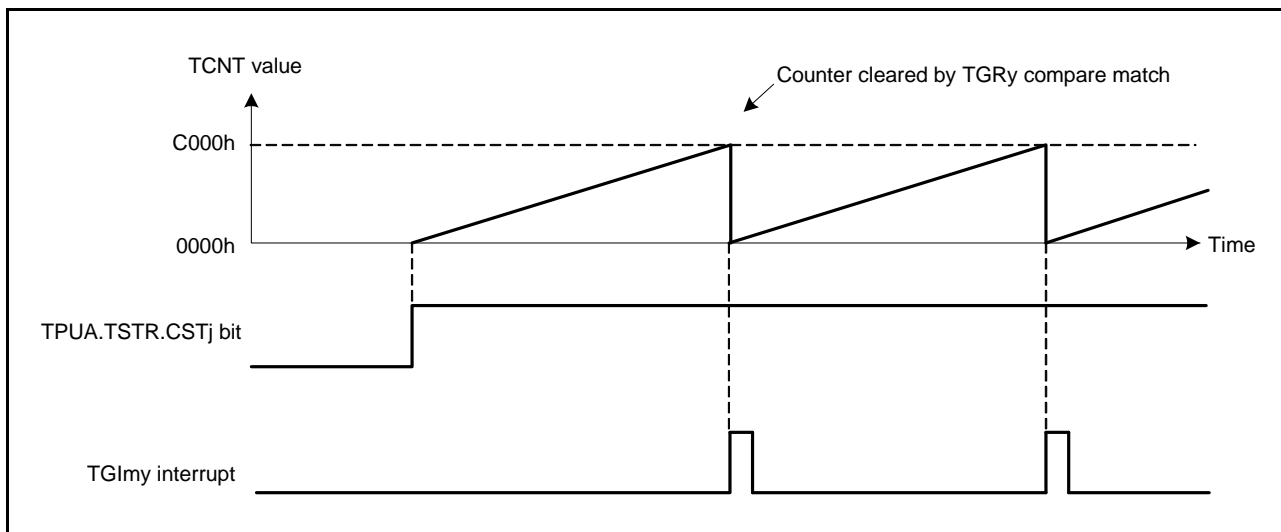 TCNT value
Counter cleared by TGRy compare match
C000h
0000h
Time
TPUA.TSTR.CSTj bit
TGImy interrupt